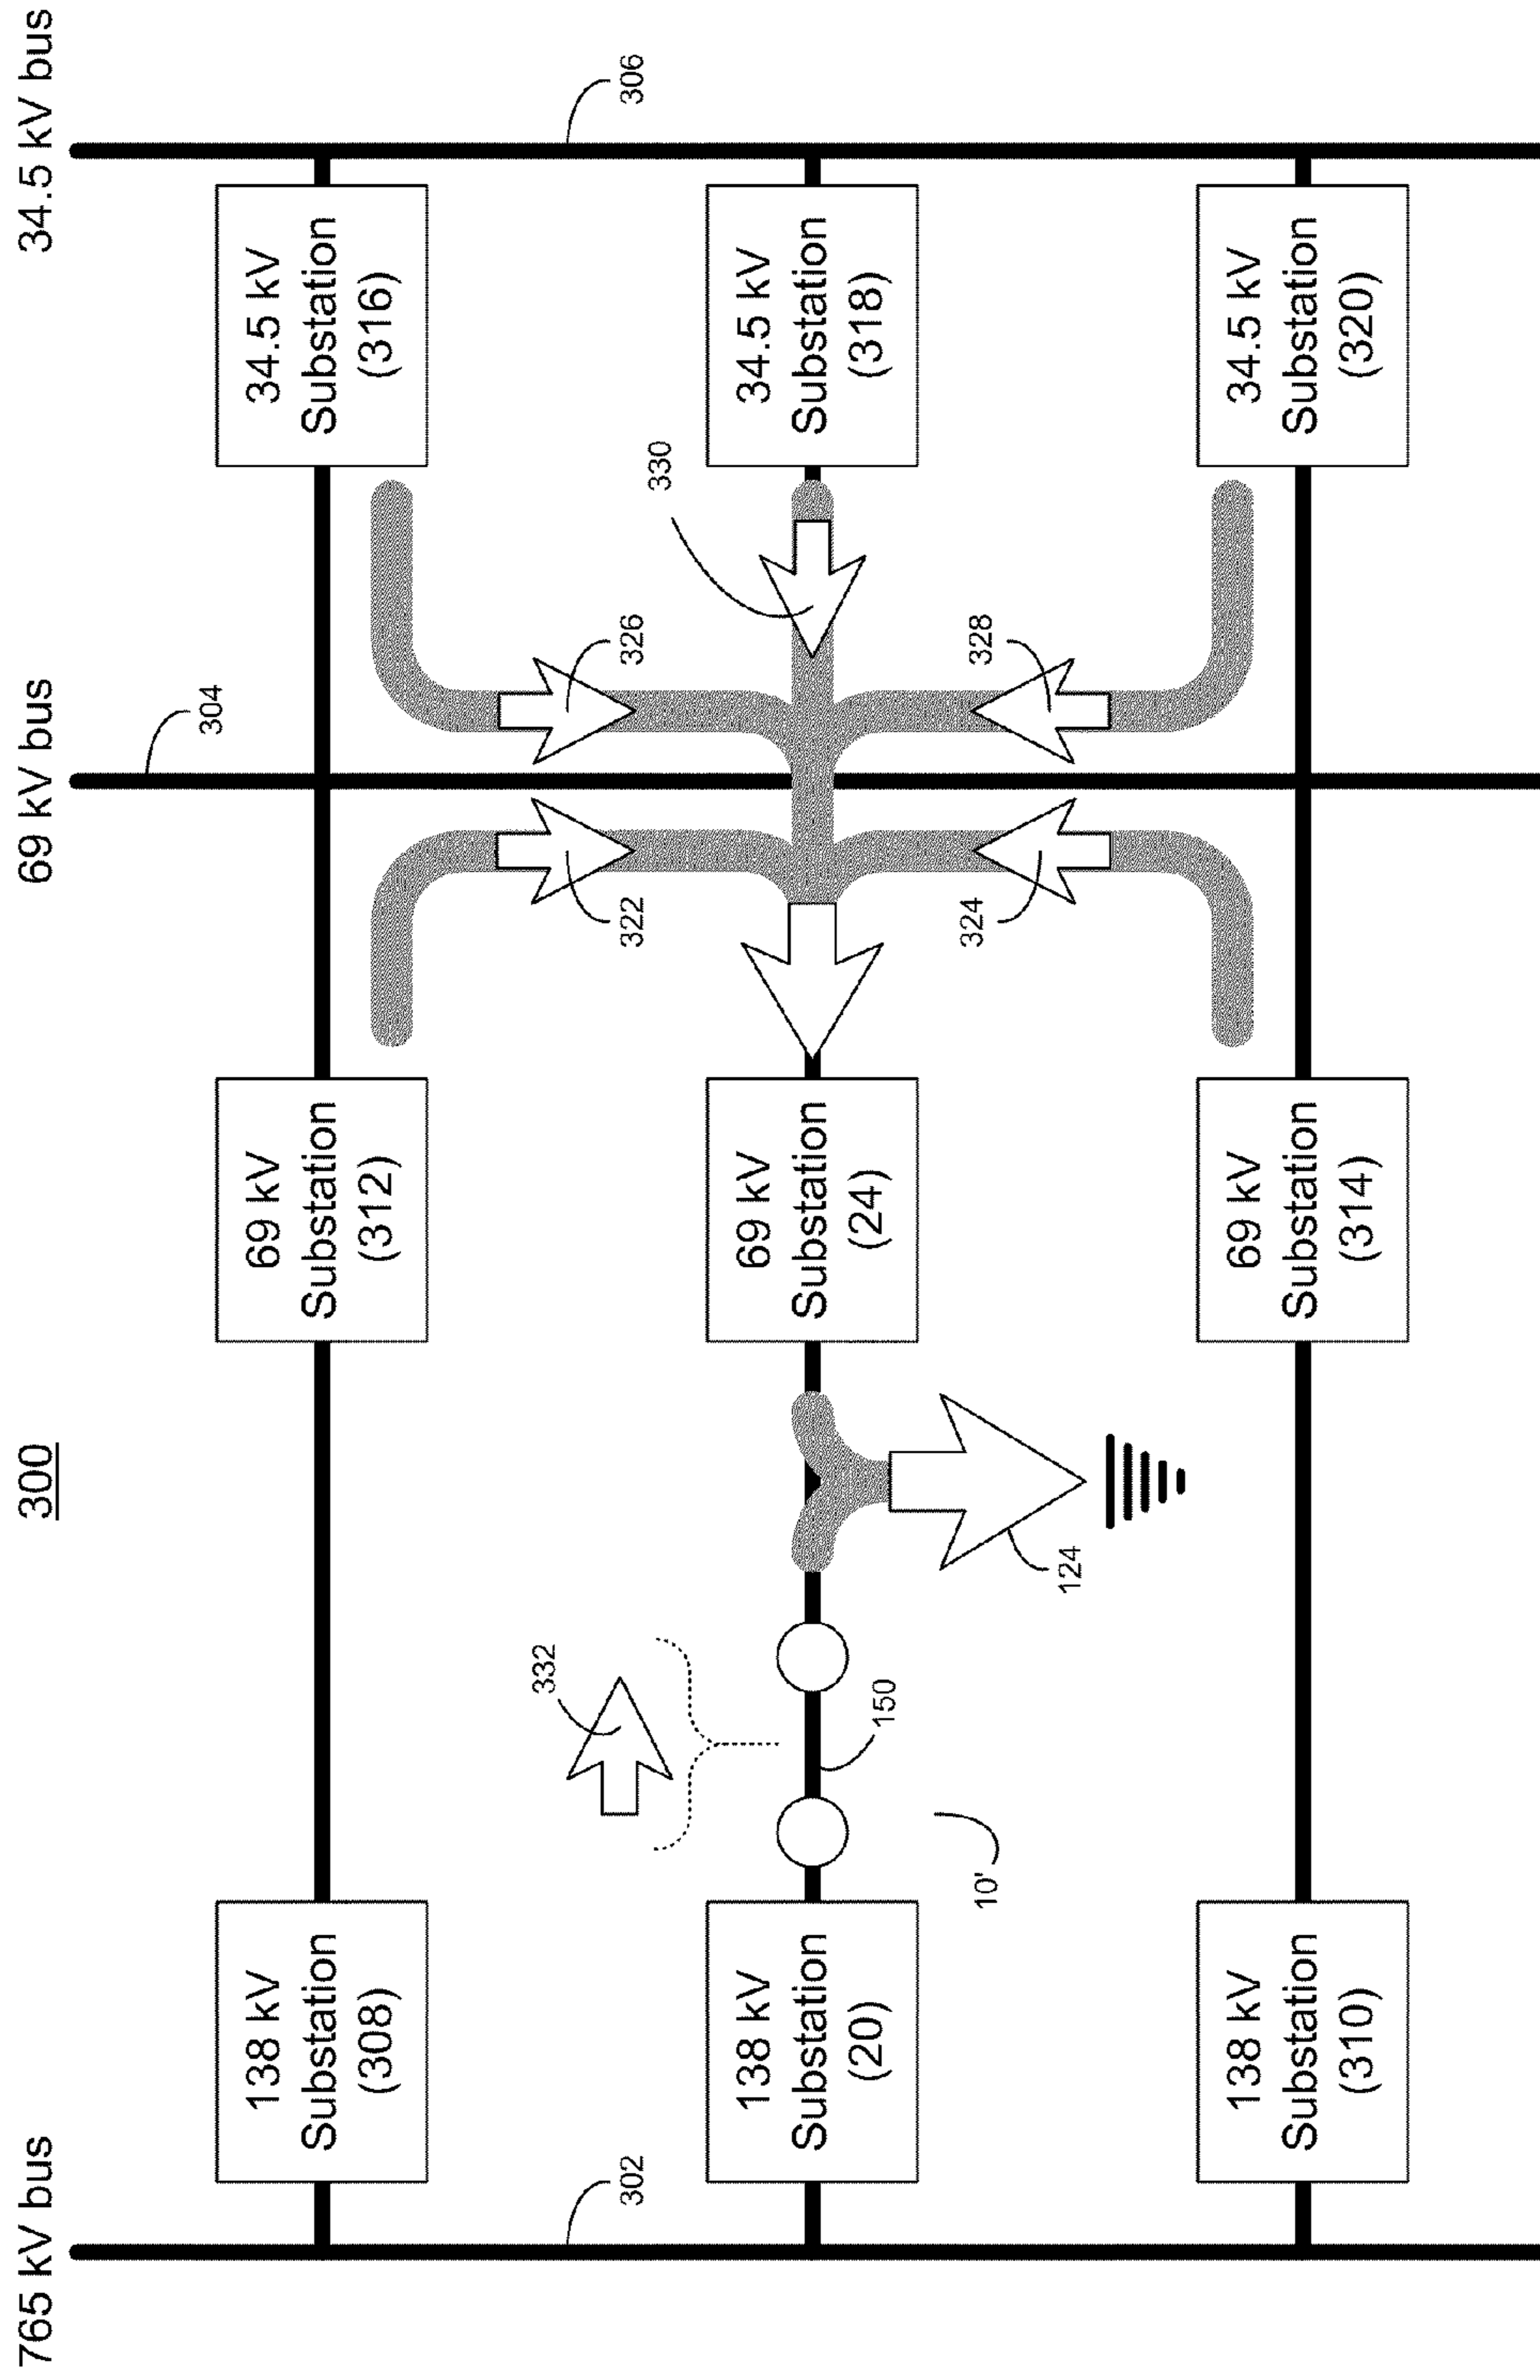 300
765 kV bus
69 kV bus
34.5 kV bus
302
304
306
138 kV
Substation
(308)
69 kV
Substation
(312)
34.5 kV
Substation
(316)
332
322
326
330
138 kV
Substation
(20)
150
69 kV
Substation
(24)
34.5 kV
Substation
(318)
10'
124
324
328
138 kV
Substation
(310)
69 kV
Substation
(314)
34.5 kV
Substation
(320)